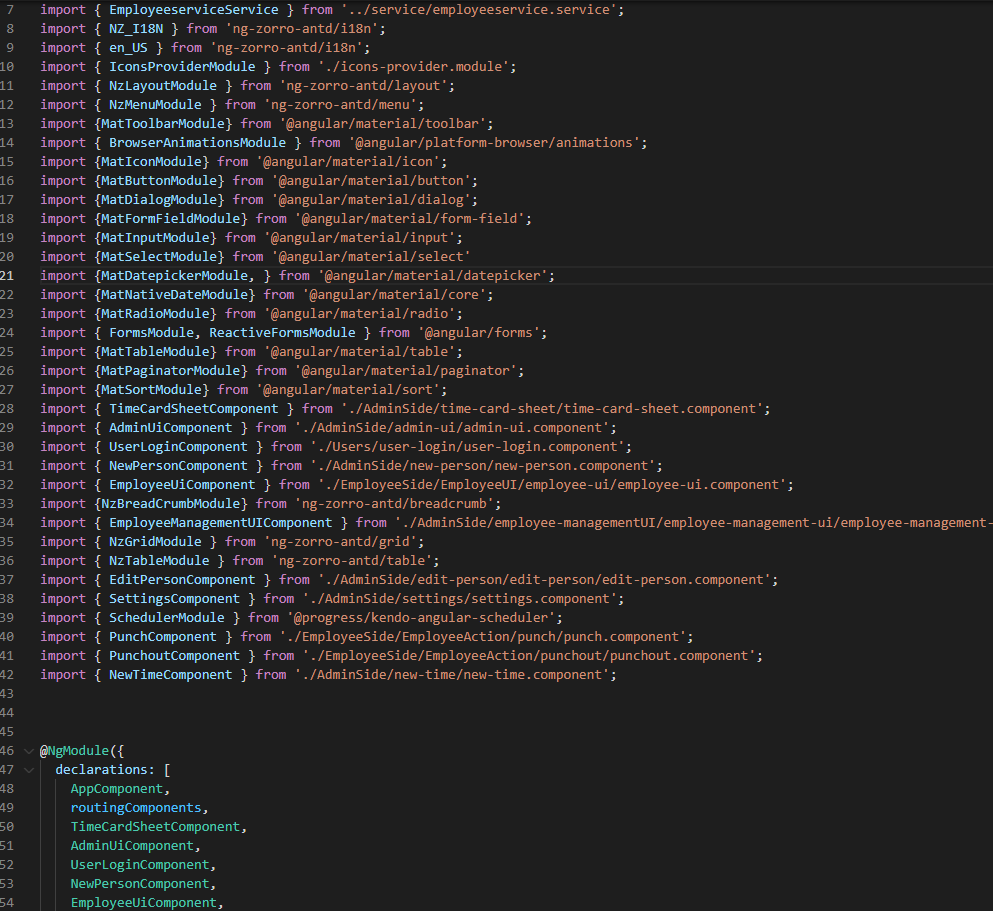 7 import { EmployeeserviceService } from '../service/employeeservice.service';
8 import { NZ_I18N } from 'ng-zorro-antd/i18n';
9 import { en_US } from 'ng-zorro-antd/i18n';
10 import { IconsProviderModule } from './icons-provider.module';
11 import { NzLayoutModule } from 'ng-zorro-antd/layout';
12 import { NzMenuModule } from 'ng-zorro-antd/menu';
13 import {MatToolbarModule} from '@angular/material/toolbar';
14 import { BrowserAnimationsModule } from '@angular/platform-browser/animations';
15 import {MatIconModule} from '@angular/material/icon';
16 import {MatButtonModule} from '@angular/material/button';
17 import {MatDialogModule} from '@angular/material/dialog';
18 import {MatFormFieldModule} from '@angular/material/form-field';
19 import {MatInputModule} from '@angular/material/input';
20 import {MatSelectModule} from '@angular/material/select'
21 import {MatDatepickerModule, } from '@angular/material/datepicker';
22 import {MatNativeDateModule} from '@angular/material/core';
23 import {MatRadioModule} from '@angular/material/radio';
24 import { FormsModule, ReactiveFormsModule } from '@angular/forms';
25 import {MatTableModule} from '@angular/material/table';
26 import {MatPaginatorModule} from '@angular/material/paginator';
27 import {MatSortModule} from '@angular/material/sort';
28 import { TimeCardSheetComponent } from './AdminSide/time-card-sheet/time-card-sheet.component';
29 import { AdminUiComponent } from './AdminSide/admin-ui/admin-ui.component';
30 import { UserLoginComponent } from './Users/user-login/user-login.component';
31 import { NewPersonComponent } from './AdminSide/new-person/new-person.component';
32 import { EmployeeUiComponent } from './EmployeeSide/EmployeeUI/employee-ui/employee-ui.component';
33 import {NzBreadCrumbModule} from 'ng-zorro-antd/breadcrumb';
34 import { EmployeeManagementUIComponent } from './AdminSide/employee-managementUI/employee-management-ui/employee-management-
35 import { NzGridModule } from 'ng-zorro-antd/grid';
36 import { NzTableModule } from 'ng-zorro-antd/table';
37 import { EditPersonComponent } from './AdminSide/edit-person/edit-person/edit-person.component';
38 import { SettingsComponent } from './AdminSide/settings/settings.component';
39 import { SchedulerModule } from '@progress/kendo-angular-scheduler';
40 import { PunchComponent } from './EmployeeSide/EmployeeAction/punch/punch.component';
41 import { PunchoutComponent } from './EmployeeSide/EmployeeAction/punchout/punchout.component';
42 import { NewTimeComponent } from './AdminSide/new-time/new-time.component';
43
44
45
46 @NgModule({
47 declarations: [
48 AppComponent,
49 routingComponents,
50 TimeCardSheetComponent,
51 AdminUiComponent,
52 UserLoginComponent,
53 NewPersonComponent,
54 EmployeeUiComponent,